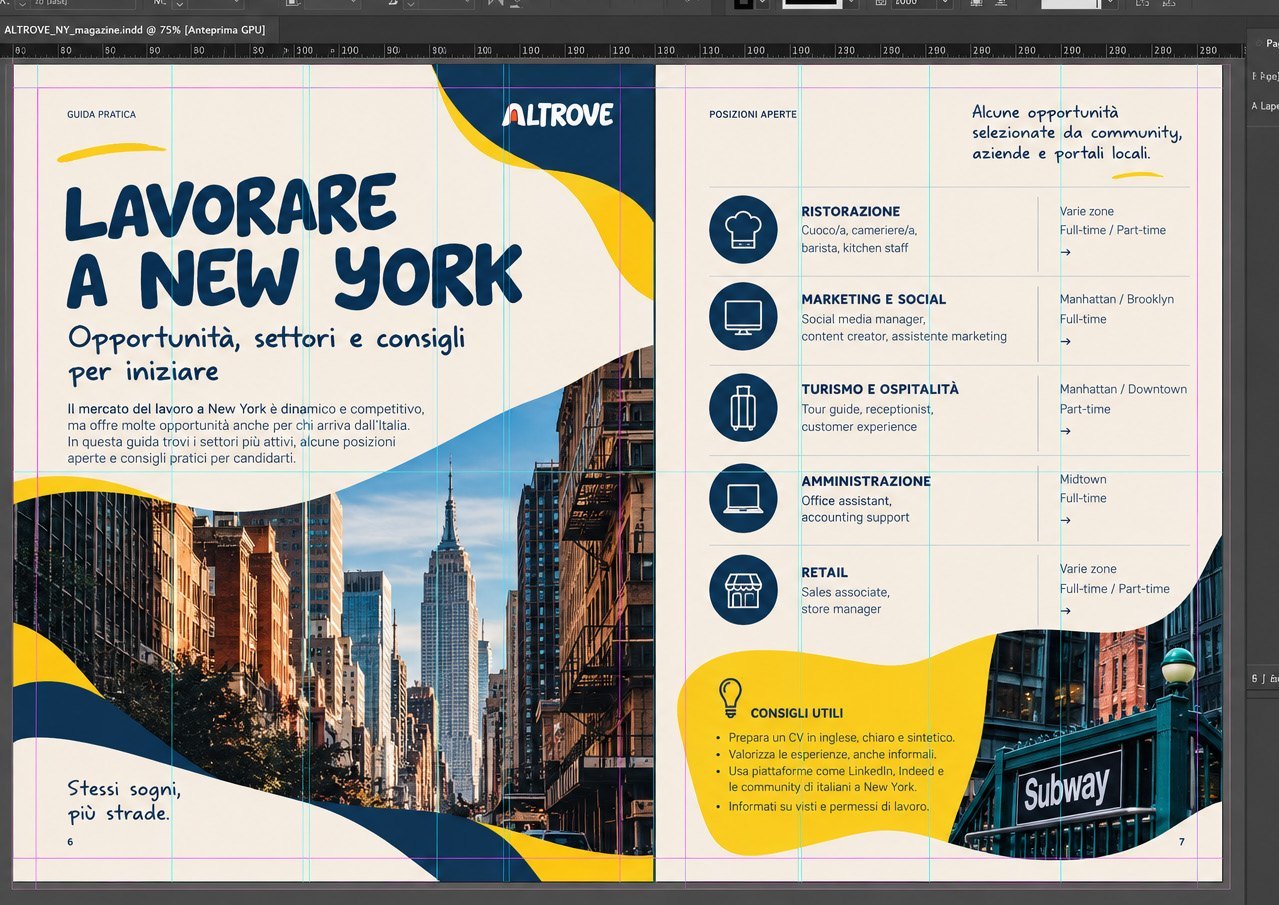 ALTROVE_NY_magazine.indd @ 75% [Anteprima GPU]
GUIDA PRATICA
ALTROVE
LAVORARE
A NEW YORK
Opportunità, settori e consigli
per iniziare
Il mercato del lavoro a New York è dinamico e competitivo,
ma offre molte opportunità anche per chi arriva dall'Italia.
In questa guida trovi i settori più attivi, alcune posizioni
aperte e consigli pratici per candidarti.
Stessi sogni,
più strade.
6
POSIZIONI APERTE
Alcune opportunità
selezionate da community,
aziende e portali locali.
RISTORAZIONE
Cuoco/a, cameriere/a,
barista, kitchen staff
Varie zone
Full-time / Part-time
→
MARKETING E SOCIAL
Social media manager,
content creator, assistente marketing
Manhattan / Brooklyn
Full-time
→
TURISMO E OSPITALITÀ
Tour guide, receptionist,
customer experience
Manhattan / Downtown
Part-time
→
AMMINISTRAZIONE
Office assistant,
accounting support
Midtown
Full-time
→
RETAIL
Sales associate,
store manager
Varie zone
Full-time / Part-time
→
CONSIGLI UTILI
• Prepara un CV in inglese, chiaro e sintetico.
• Valorizza le esperienze, anche informali.
• Usa piattaforme come LinkedIn, Indeed e
le community di italiani a New York.
• Informati su visti e permessi di lavoro.
Subway
7